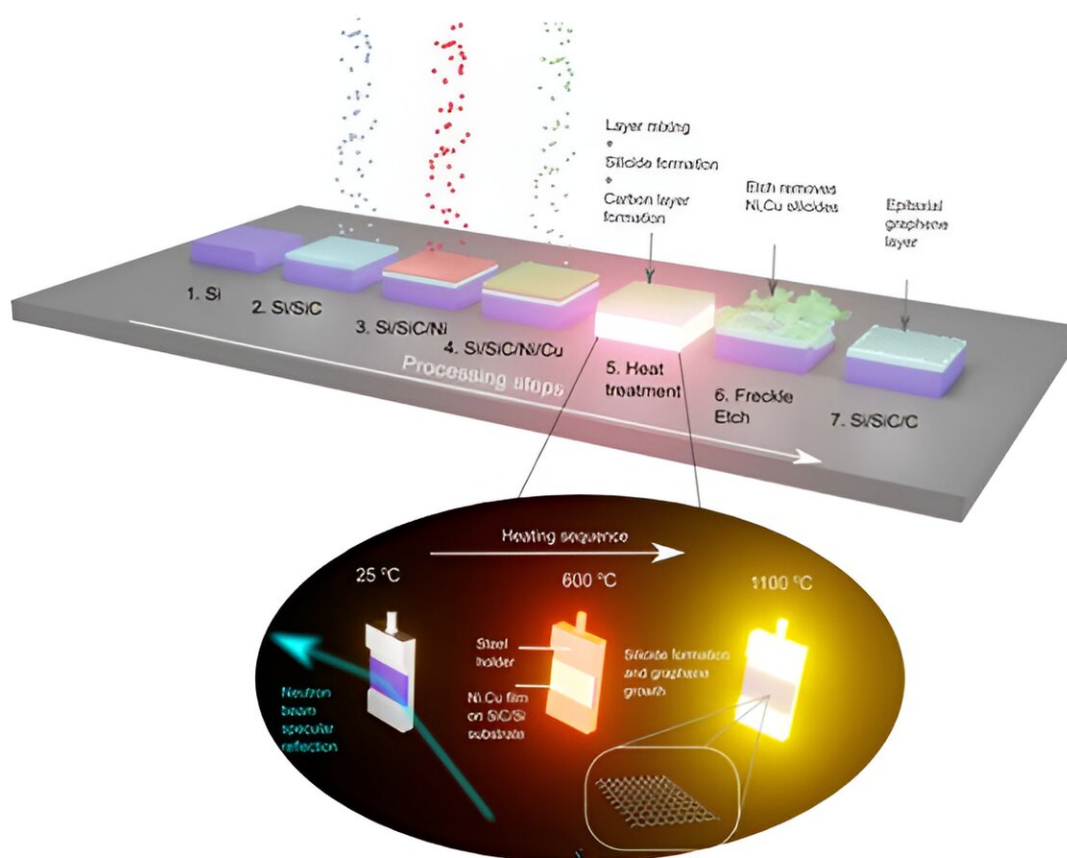 Layer mixing
+
Silicide formation
+
Carbon layer
formation
Etch removes
Ni,Cu silicides
Epitaxial
graphene
layer
1. Si
2. Si/SiC
3. Si/SiC/Ni
4. Si/SiC/Ni/Cu
5. Heat
treatment
6. Freckle
Etch
7. Si/SiC/C
Processing steps
Heating sequence
25 °C
600 °C
1100 °C
Steel
holder
Ni,Cu film
on SiC/Si
substrate
Silicide formation
and graphene
growth
Neutron
beam
specular
reflection